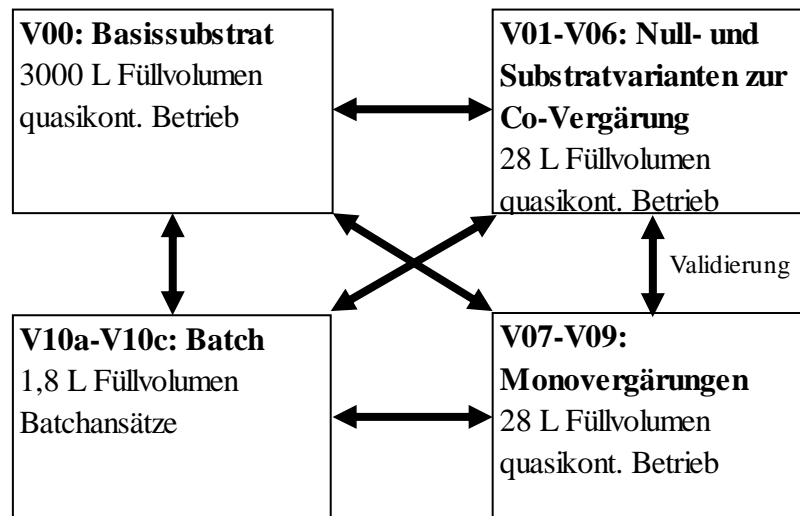 V00: Basissubstrat
3000 L Füllvolumen
quasikont. Betrieb
V01-V06: Null- und
Substratvarianten zur
Co-Vergärung
28 L Füllvolumen
quasikont. Betrieb
Validierung
V10a-V10c: Batch
1,8 L Füllvolumen
Batchansätze
V07-V09:
Monovergärungen
28 L Füllvolumen
quasikont. Betrieb